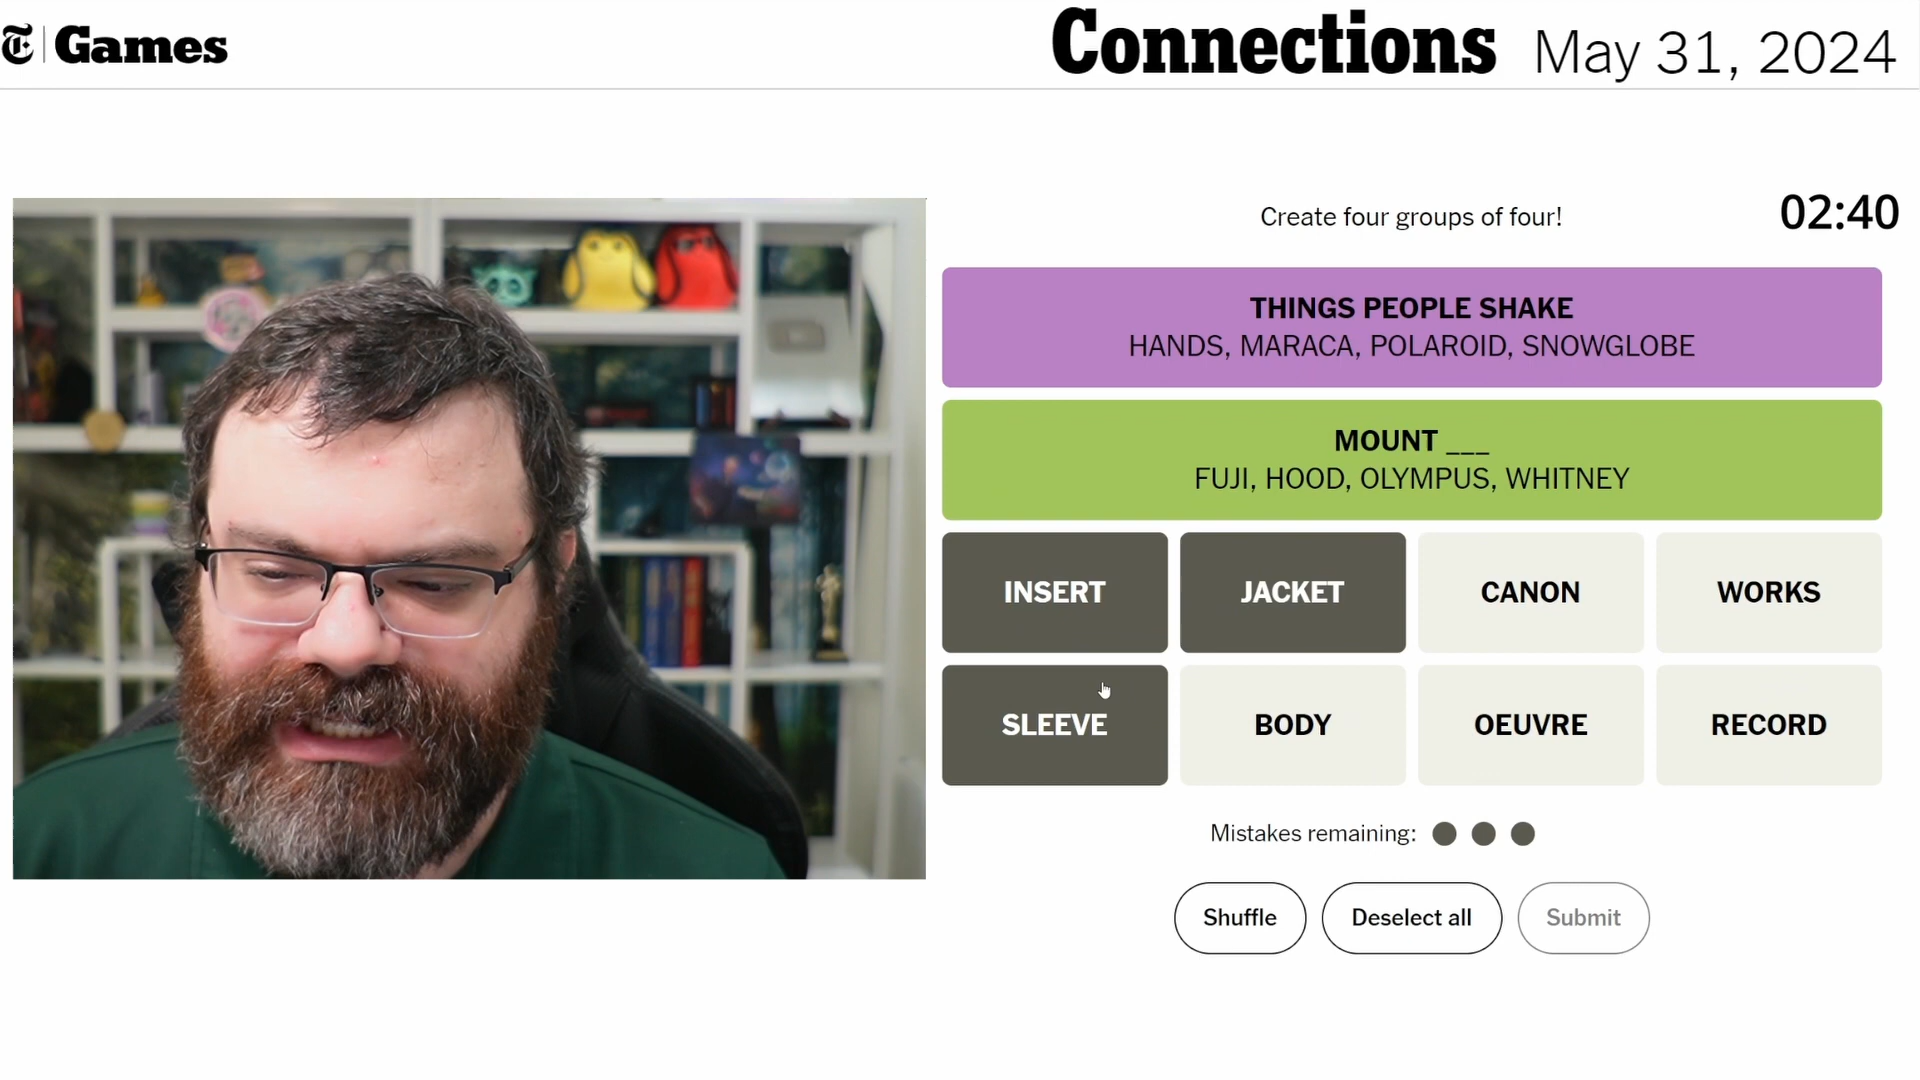 T Games
Connections May 31, 2024
Create four groups of four!
02:40
THINGS PEOPLE SHAKE
HANDS, MARACA, POLAROID, SNOWGLOBE
MOUNT ___
FUJI, HOOD, OLYMPUS, WHITNEY
INSERT JACKET CANON WORKS
SLEEVE BODY OEUVRE RECORD
Mistakes remaining:
Shuffle Deselect all Submit